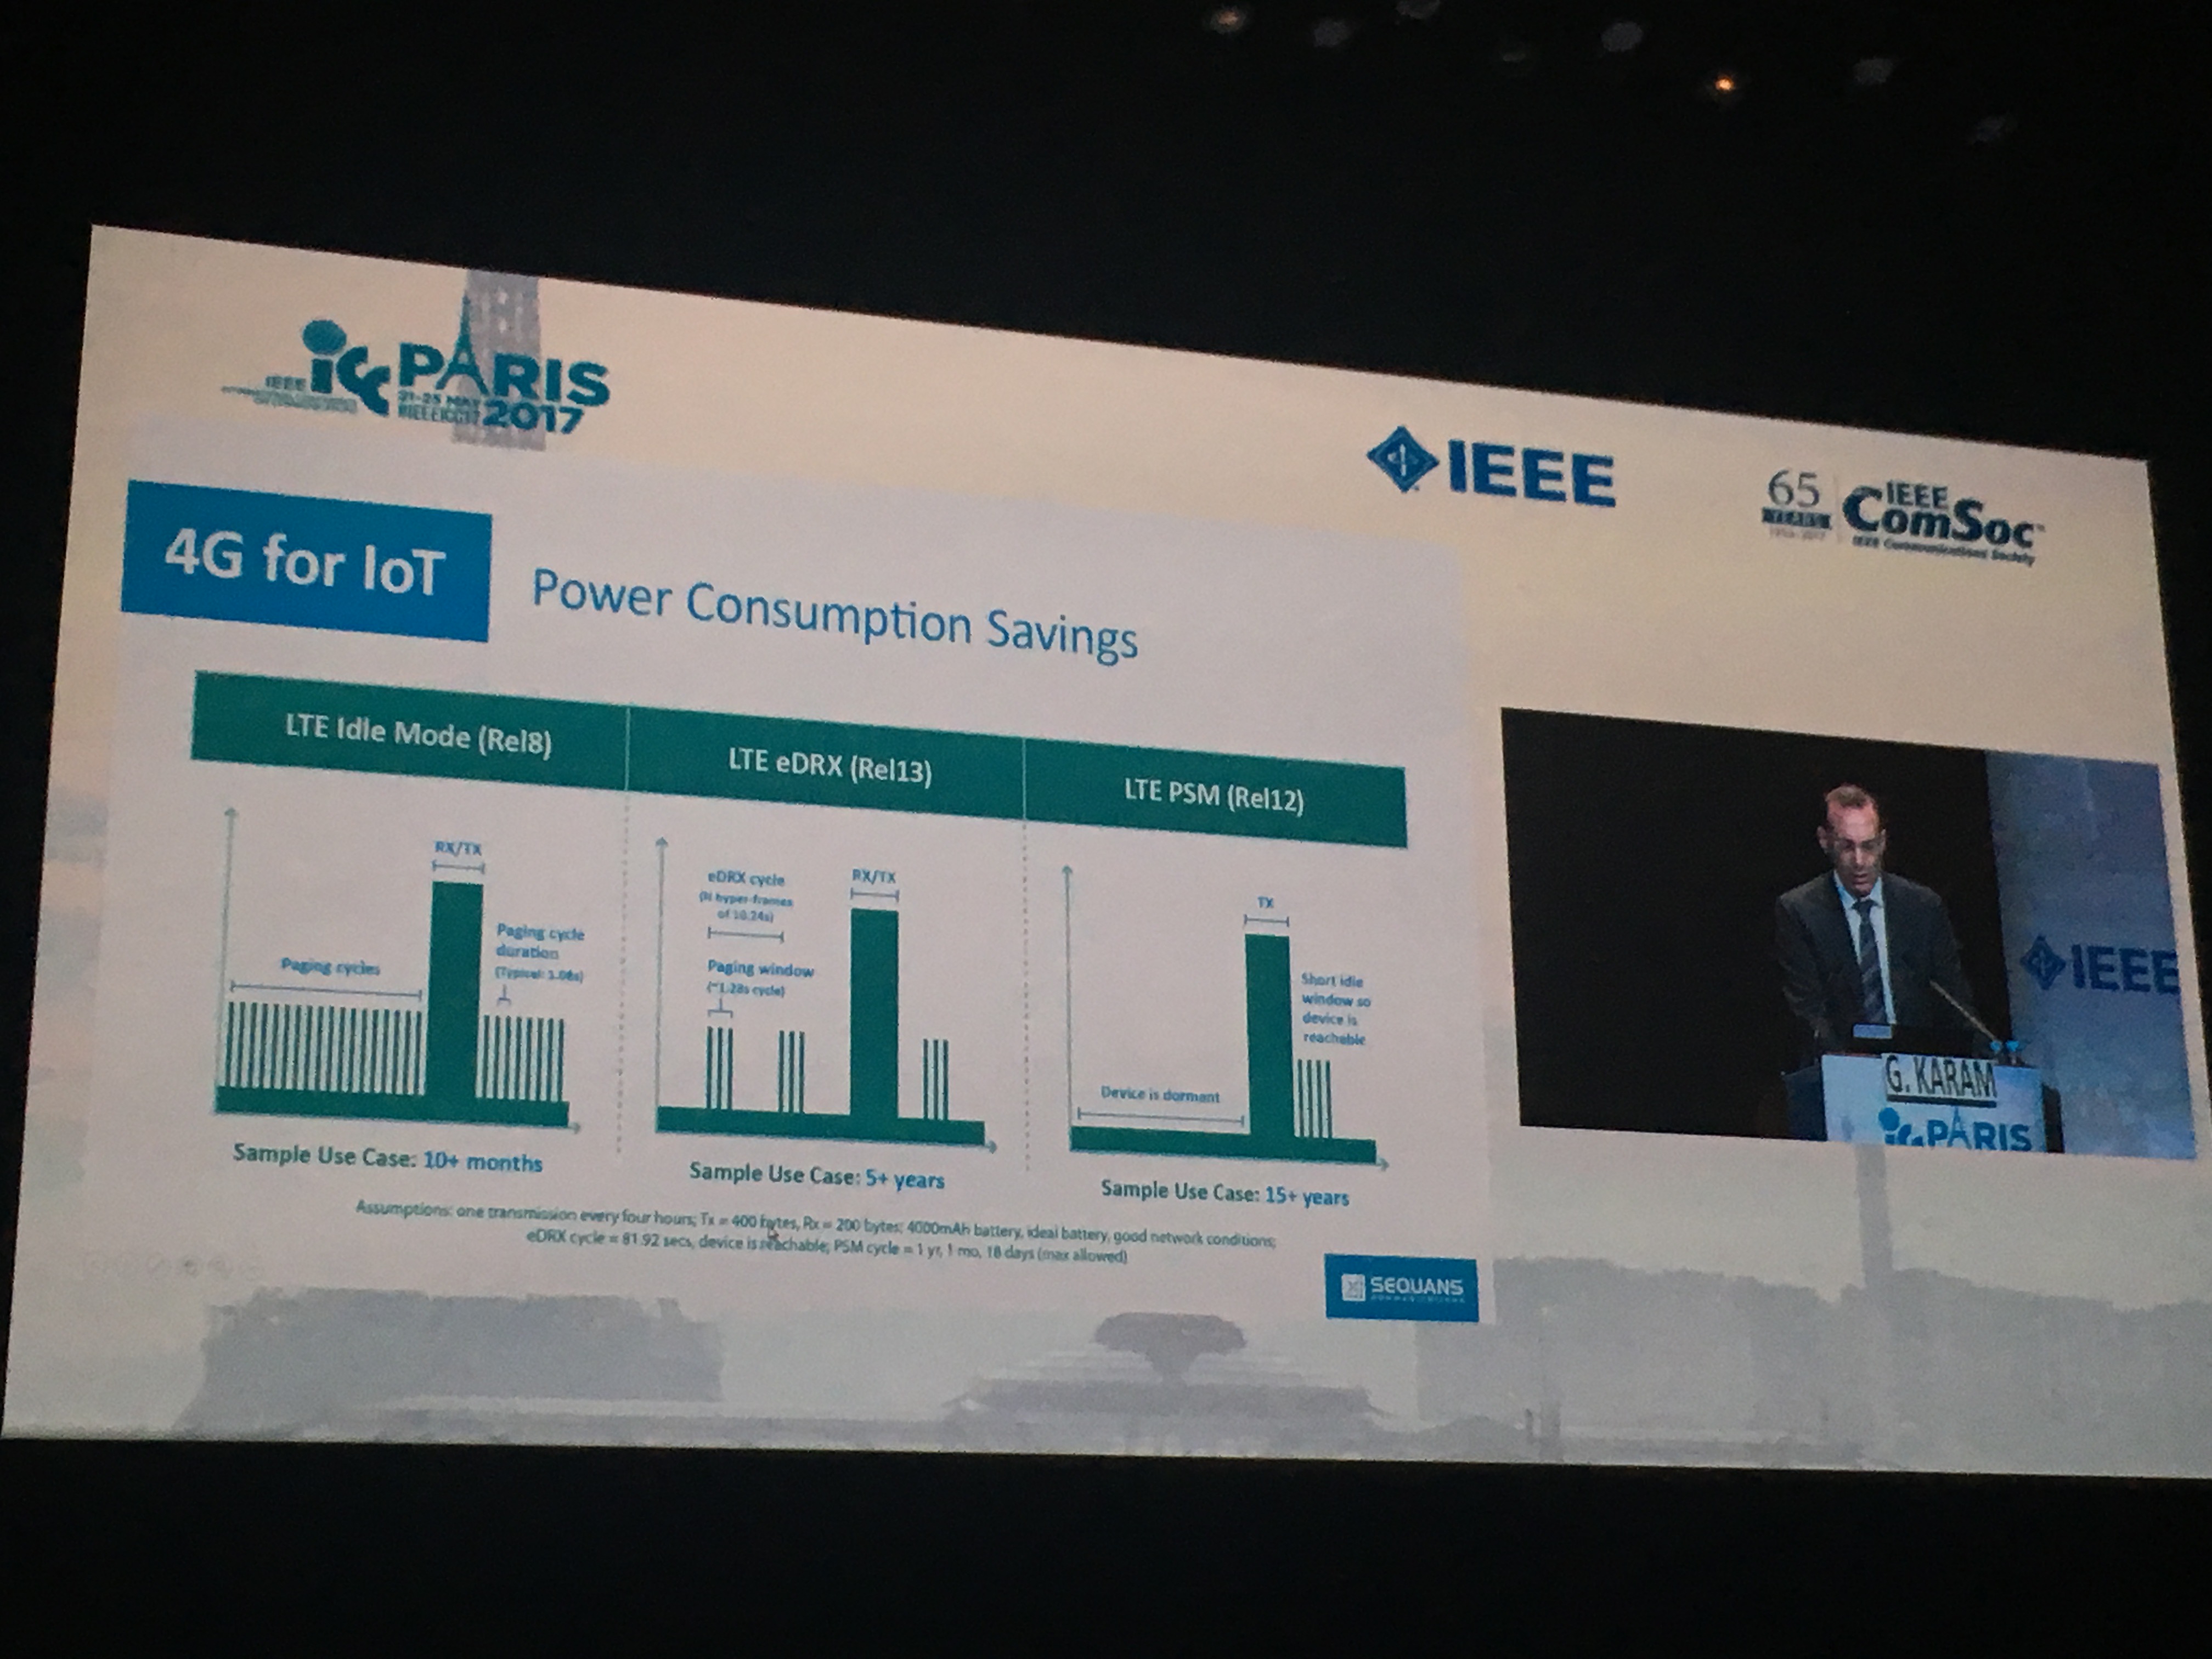 IEEE
icc PARIS
21-25 MAY
#IEEEICC17 2017
IEEE
65
YEARS
IEEE
ComSoc
IEEE Communications Society
4G for IoT
Power Consumption Savings
LTE Idle Mode (Rel8)
LTE eDRX (Rel13)
LTE PSM (Rel12)
RX/TX
Paging cycles
Paging cycle
duration
Sample Use Case: 10+ months
eDRX cycle
(N hyper-frames
of 10.24s)
Paging window
(~1.28s cycle)
RX/TX
Sample Use Case: 5+ years
TX
Short idle
window so
device is
reachable
Device is dormant
Sample Use Case: 15+ years
Assumptions: one transmission every four hours; Tx = 400 bytes, Rx = 200 bytes; 4000mAh battery, ideal battery, good network conditions;
eDRX cycle = 81.92 secs, device is reachable; PSM cycle = 1 yr, 1 mo, 18 days (max allowed)
SEQUANS
COMMUNICATIONS
IEEE
G. KARAM
icc PARIS